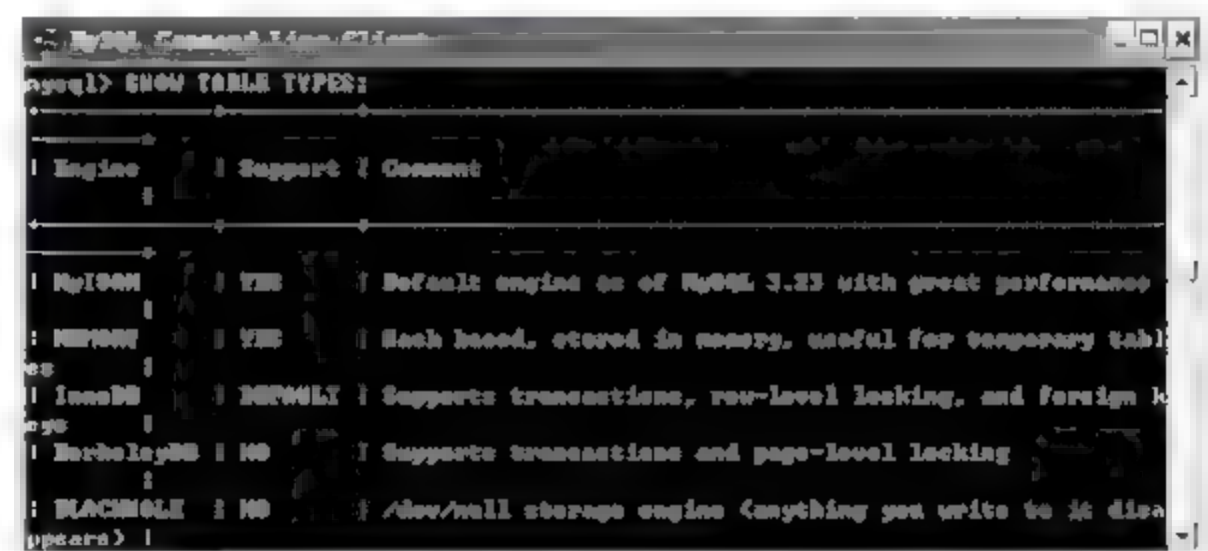 MySQL Command Line Client
mysql> SHOW TABLE TYPES;
| Engine | Support | Comment
|
| MyISAM | YES | Default engine as of MySQL 3.23 with great performance
|
| MEMORY | YES | Hash based, stored in memory, useful for temporary tabl
es |
| InnoDB | DEFAULT | Supports transactions, row-level locking, and foreign k
eys |
| BerkeleyDB | NO | Supports transactions and page-level locking
|
| BLACKHOLE | NO | /dev/null storage engine (anything you write to it disa
ppears) |